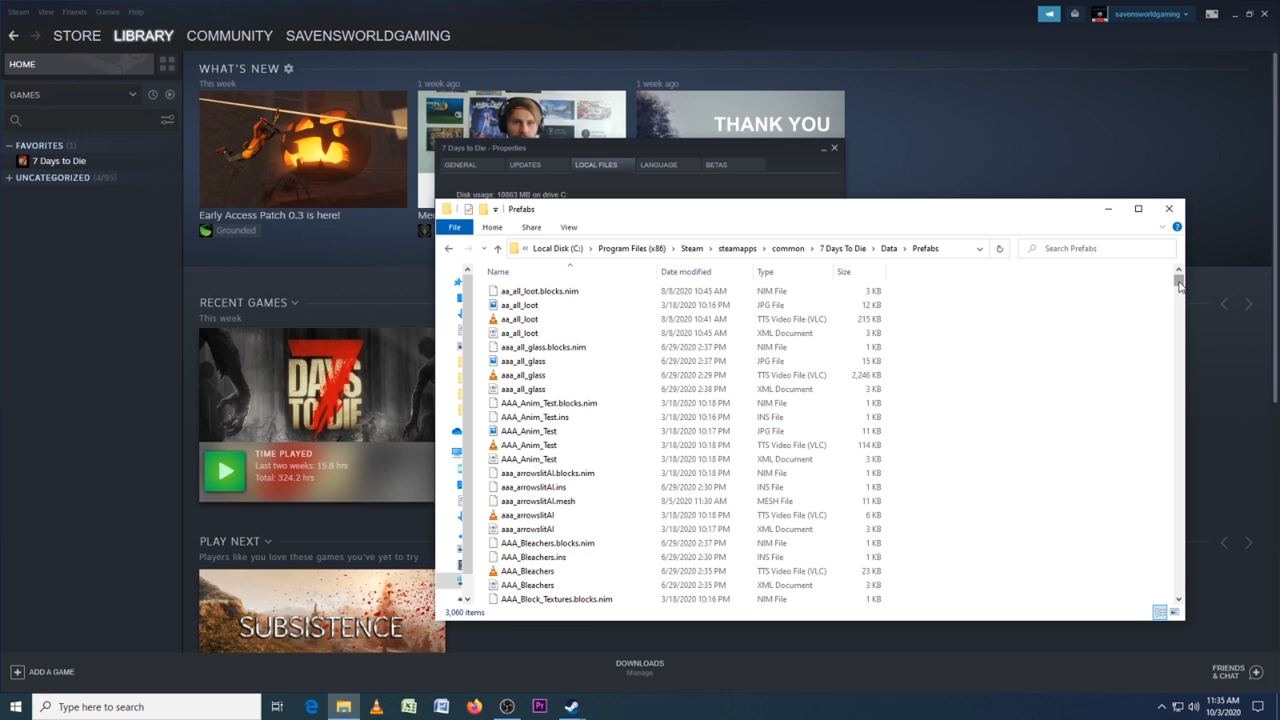 Steam View Friends Games Help
savensworldgaming
STORE LIBRARY COMMUNITY SAVENSWORLDGAMING
HOME
GAMES
FAVORITES (1)
7 Days to Die
UNCATEGORIZED (4/95)
WHAT'S NEW
This week
1 week ago
1 week ago
THANK YOU
Early Access Patch 0.3 is here!
Grounded
RECENT GAMES
This week
7 DAYS TO DIE
TIME PLAYED
Last two weeks: 15.8 hrs
Total: 324.2 hrs
PLAY NEXT
Players like you love these games you've yet to try
SUBSISTENCE
7 Days to Die - Properties
GENERAL UPDATES LOCAL FILES LANGUAGE BETAS
Disk usage: 10863 MB on drive C:
Prefabs
File Home Share View
« Local Disk (C:) > Program Files (x86) > Steam > steamapps > common > 7 Days To Die > Data > Prefabs
Search Prefabs
Name Date modified Type Size
aa_all_loot.blocks.nim 8/8/2020 10:45 AM NIM File 3 KB
aa_all_loot 3/18/2020 10:16 PM JPG File 12 KB
aa_all_loot 8/8/2020 10:41 AM TTS Video File (VLC) 215 KB
aa_all_loot 8/8/2020 10:45 AM XML Document 3 KB
aaa_all_glass.blocks.nim 6/29/2020 2:37 PM NIM File 1 KB
aaa_all_glass 6/29/2020 2:37 PM JPG File 15 KB
aaa_all_glass 6/29/2020 2:29 PM TTS Video File (VLC) 2,246 KB
aaa_all_glass 6/29/2020 2:38 PM XML Document 3 KB
AAA_Anim_Test.blocks.nim 3/18/2020 10:18 PM NIM File 1 KB
AAA_Anim_Test.ins 3/18/2020 10:16 PM INS File 1 KB
AAA_Anim_Test 3/18/2020 10:17 PM JPG File 11 KB
AAA_Anim_Test 3/18/2020 10:18 PM TTS Video File (VLC) 114 KB
AAA_Anim_Test 3/18/2020 10:18 PM XML Document 3 KB
aaa_arrowslitAI.blocks.nim 3/18/2020 10:18 PM NIM File 1 KB
aaa_arrowslitAI.ins 6/29/2020 2:30 PM INS File 1 KB
aaa_arrowslitAI.mesh 8/5/2020 11:30 AM MESH File 11 KB
aaa_arrowslitAI 3/18/2020 10:18 PM TTS Video File (VLC) 6 KB
aaa_arrowslitAI 3/18/2020 10:17 PM XML Document 3 KB
AAA_Bleachers.blocks.nim 6/29/2020 2:37 PM NIM File 1 KB
AAA_Bleachers.ins 6/29/2020 2:30 PM INS File 1 KB
AAA_Bleachers 6/29/2020 2:35 PM TTS Video File (VLC) 23 KB
AAA_Bleachers 6/29/2020 2:35 PM XML Document 3 KB
AAA_Block_Textures.blocks.nim 3/18/2020 10:16 PM NIM File 1 KB
3,060 items
ADD A GAME
DOWNLOADS
Manage
FRIENDS
& CHAT
Type here to search
11:35 AM
10/3/2020